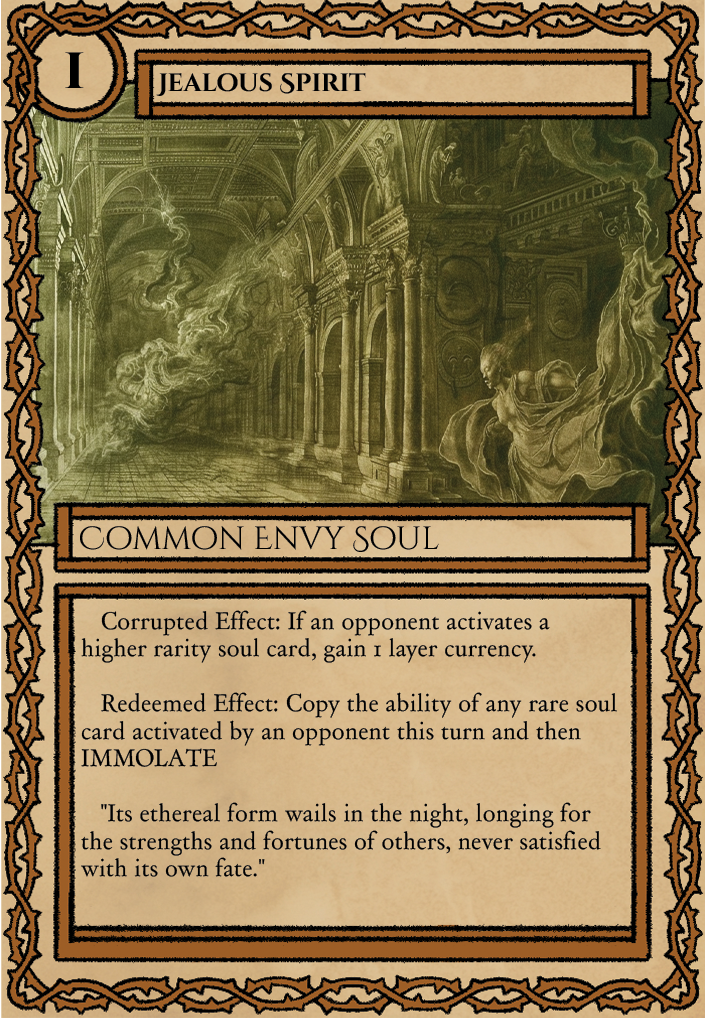 1
Jealous Spirit
Common Envy Soul
Corrupted Effect: If an opponent activates a
higher rarity soul card, gain 1 layer currency.
Redeemed Effect: Copy the ability of any rare soul
card activated by an opponent this turn and then
IMMOLATE
"Its ethereal form wails in the night, longing for
the strengths and fortunes of others, never satisfied
with its own fate."